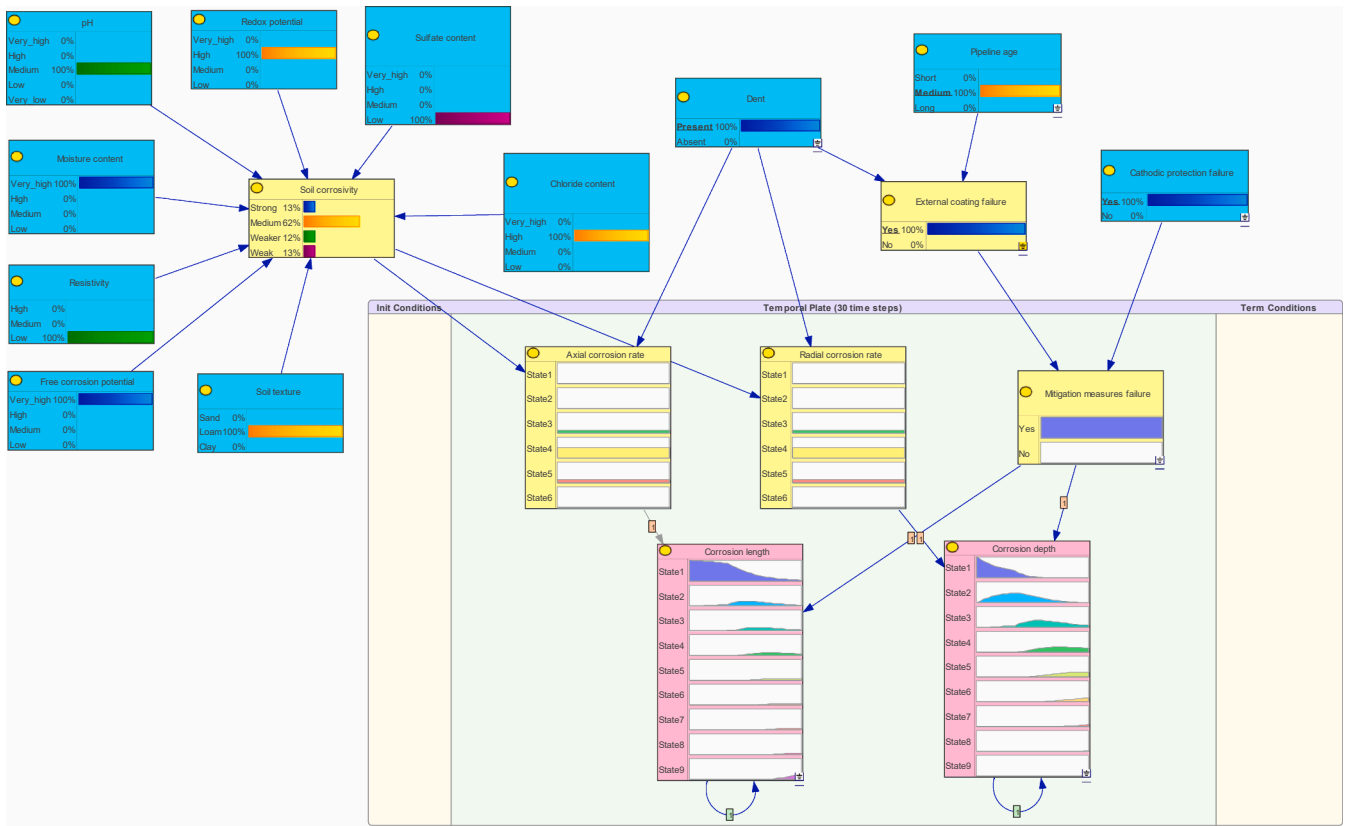 pH
Very_high 0%
High 0%
Medium 100%
Low 0%
Very_low 0%
Redox potential
Very_high 0%
High 100%
Medium 0%
Low 0%
Sulfate content
Very_high 0%
High 0%
Medium 0%
Low 100%
Dent
Present 100%
Absent 0%
Pipeline age
Short 0%
Medium 100%
Long 0%
Moisture content
Very_high 100%
High 0%
Medium 0%
Low 0%
Soil corrosivity
Strong 13%
Medium 62%
Weaker 12%
Weak 13%
Chloride content
Very_high 0%
High 100%
Medium 0%
Low 0%
External coating failure
Yes 100%
No 0%
Cathodic protection failure
Yes 100%
No 0%
Resistivity
High 0%
Medium 0%
Low 100%
Free corrosion potential
Very_high 100%
High 0%
Medium 0%
Low 0%
Soil texture
Sand 0%
Loam 100%
Clay 0%
Init Conditions
Temporal Plate (30 time steps)
Term Conditions
Axial corrosion rate
State1
State2
State3
State4
State5
State6
Radial corrosion rate
State1
State2
State3
State4
State5
State6
Mitigation measures failure
Yes
No
1
1
1 1
Corrosion length
State1
State2
State3
State4
State5
State6
State7
State8
State9
1
Corrosion depth
State1
State2
State3
State4
State5
State6
State7
State8
State9
1